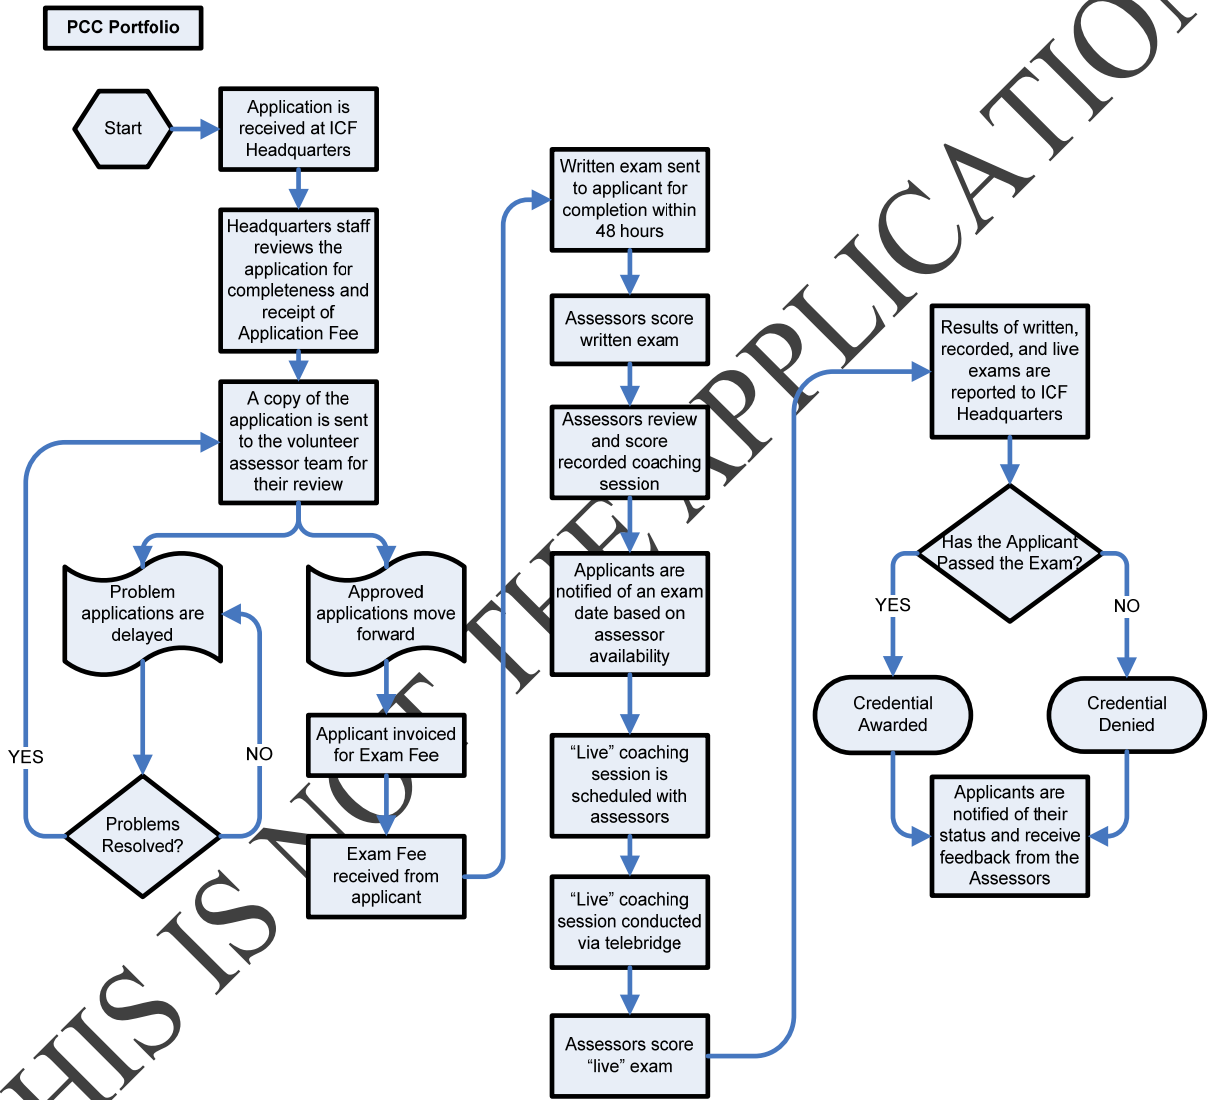 PCC Portfolio
Start
Application is
received at ICF
Headquarters
Headquarters staff
reviews the
application for
completeness and
receipt of
Application Fee
A copy of the
application is sent
to the volunteer
assessor team for
their review
Problem
applications are
delayed
Approved
applications move
forward
YES
NO
Problems
Resolved?
Applicant invoiced
for Exam Fee
Exam Fee
received from
applicant
Written exam sent
to applicant for
completion within
48 hours
Assessors score
written exam
Assessors review
and score
recorded coaching
session
Applicants are
notified of an exam
date based on
assessor
availability
“Live” coaching
session is
scheduled with
assessors
“Live” coaching
session conducted
via telebridge
Assessors score
“live” exam
Results of written,
recorded, and live
exams are
reported to ICF
Headquarters
Has the Applicant
Passed the Exam?
YES
NO
Credential
Awarded
Credential
Denied
Applicants are
notified of their
status and receive
feedback from the
Assessors
HIS IS NOT THE APPLICATION